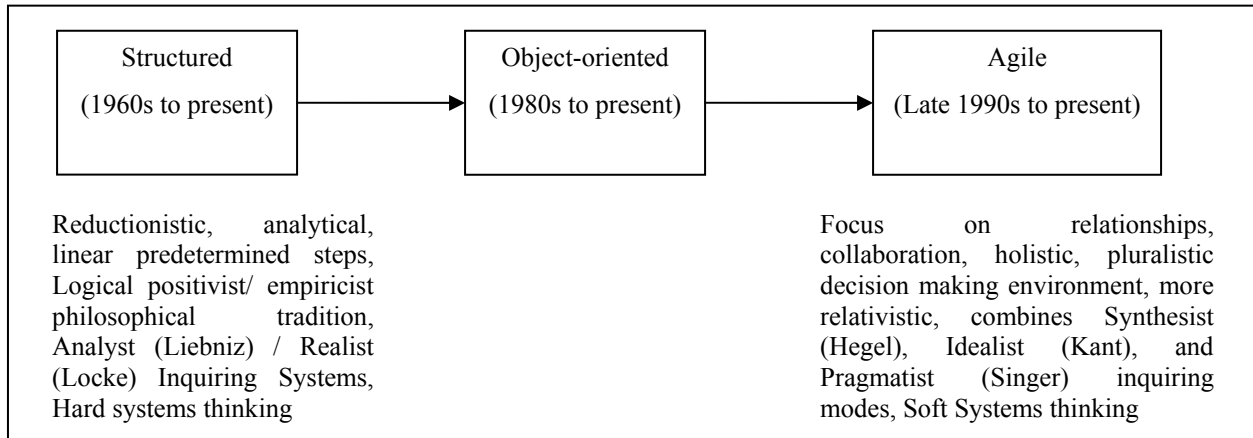 Structured
(1960s to present)
Object-oriented
(1980s to present)
Agile
(Late 1990s to present)
Reductionistic, analytical,
linear predetermined steps,
Logical positivist/ empiricist
philosophical tradition,
Analyst (Liebniz) / Realist
(Locke) Inquiring Systems,
Hard systems thinking
Focus on relationships,
collaboration, holistic, pluralistic
decision making environment, more
relativistic, combines Synthesist
(Hegel), Idealist (Kant), and
Pragmatist (Singer) inquiring
modes, Soft Systems thinking